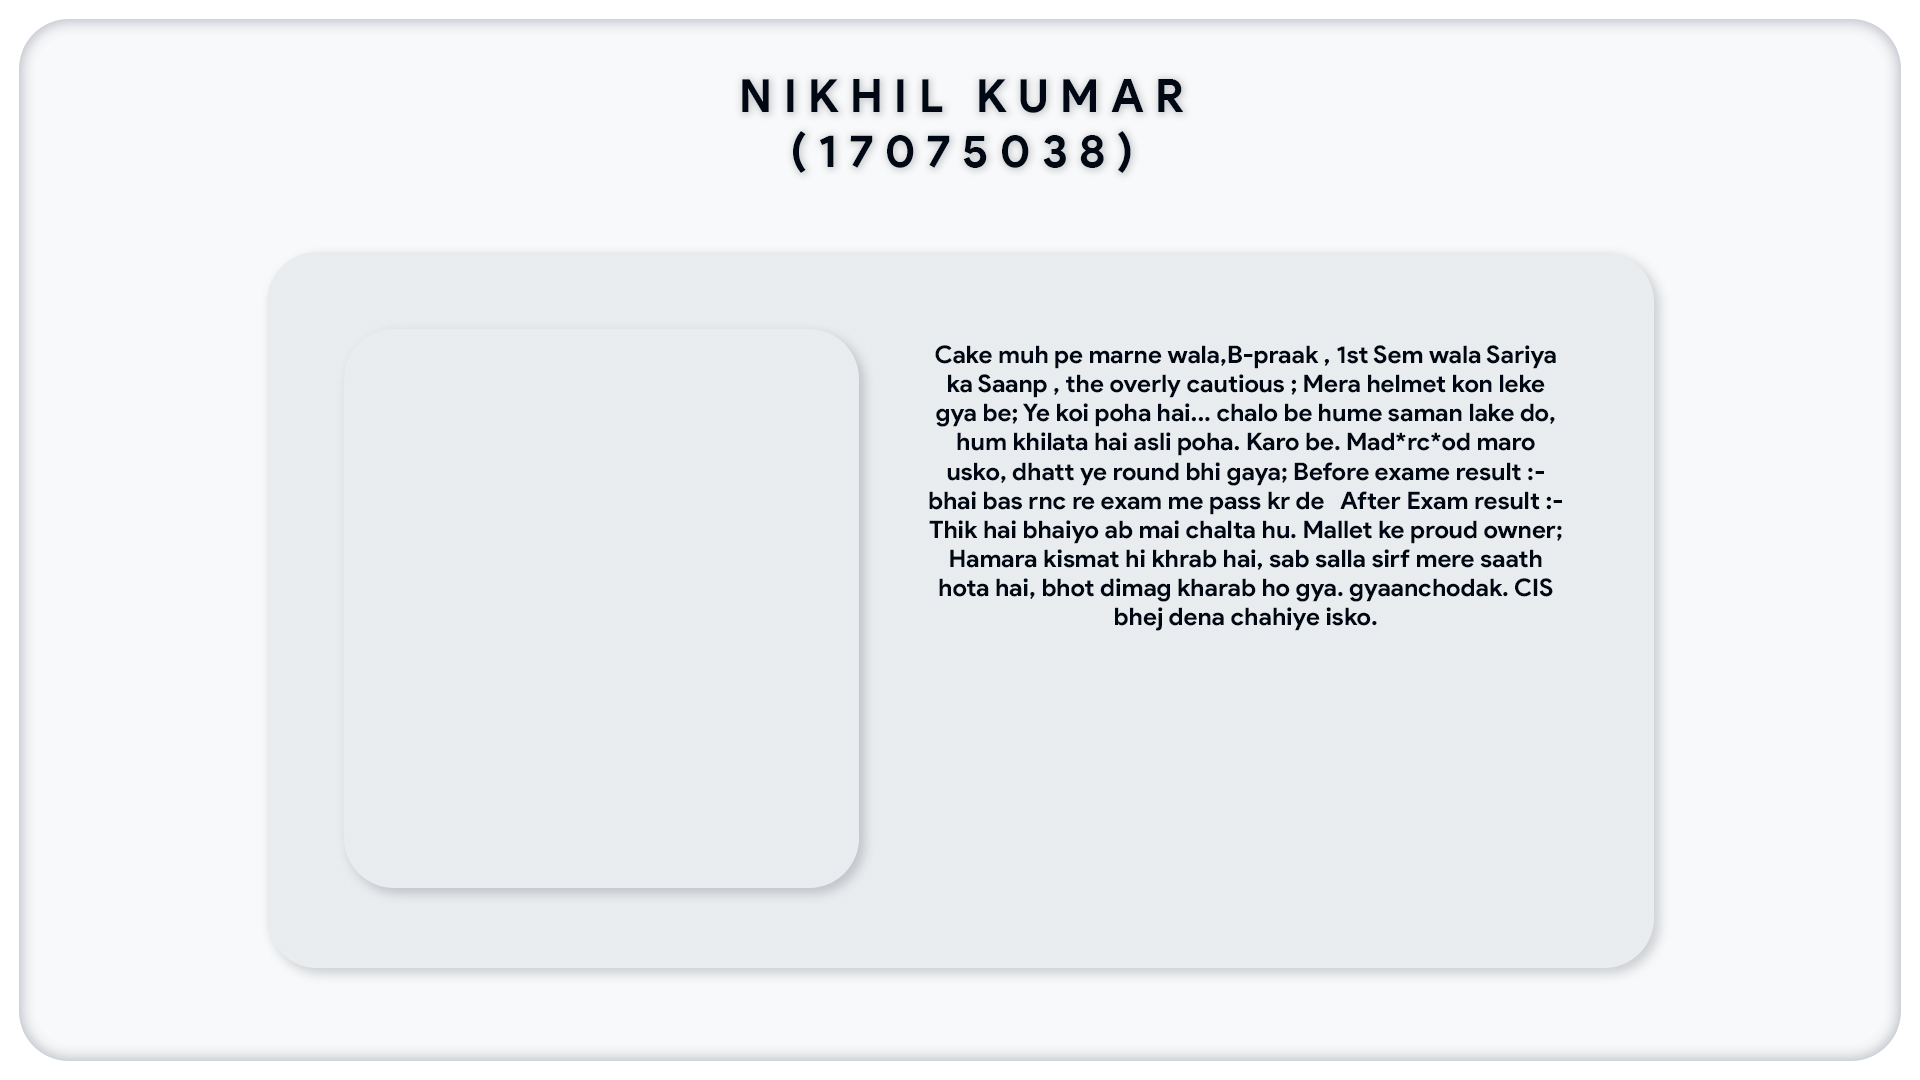 NIKHIL KUMAR
(17075038)
Cake muh pe marne wala,B-praak , 1st Sem wala Sariya
ka Saanp , the overly cautious ; Mera helmet kon leke
gya be; Ye koi poha hai... chalo be hume saman lake do,
hum khilata hai asli poha. Karo be. Mad*rc*od maro
usko, dhatt ye round bhi gaya; Before exame result :-
bhai bas rnc re exam me pass kr de   After Exam result :-
Thik hai bhaiyo ab mai chalta hu. Mallet ke proud owner;
Hamara kismat hi khrab hai, sab salla sirf mere saath
hota hai, bhot dimag kharab ho gya. gyaanchodak. CIS
bhej dena chahiye isko.